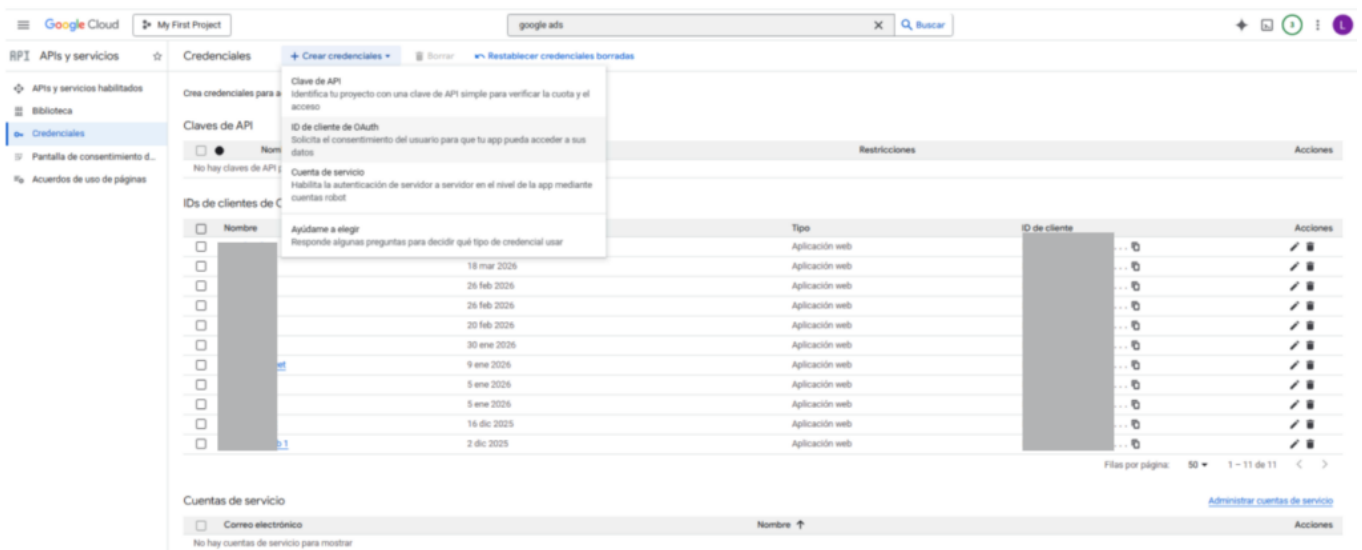 Google Cloud
My First Project
google ads
Buscar
3
L
API APIs y servicios
Credenciales
+ Crear credenciales
Borrar
Restablecer credenciales borradas
APIs y servicios habilitados
Biblioteca
Credenciales
Pantalla de consentimiento d...
Acuerdos de uso de páginas
Crea credenciales para a
Clave de API
Identifica tu proyecto con una clave de API simple para verificar la cuota y el
acceso
ID de cliente de OAuth
Solicita el consentimiento del usuario para que tu app pueda acceder a sus
datos
Cuenta de servicio
Habilita la autenticación de servidor a servidor en el nivel de la app mediante
cuentas robot
Ayúdame a elegir
Responde algunas preguntas para decidir qué tipo de credencial usar
Claves de API
Nom
Restricciones
Acciones
No hay claves de API p
IDs de clientes de O
Nombre
Tipo
ID de cliente
Acciones
Aplicación web ...
18 mar 2026 Aplicación web ...
26 feb 2026 Aplicación web ...
26 feb 2026 Aplicación web ...
20 feb 2026 Aplicación web ...
30 ene 2026 Aplicación web ...
et 9 ene 2026 Aplicación web ...
5 ene 2026 Aplicación web ...
5 ene 2026 Aplicación web ...
16 dic 2025 Aplicación web ...
b 1 2 dic 2025 Aplicación web ...
Filas por página: 50 1 – 11 de 11
Cuentas de servicio
Administrar cuentas de servicio
Correo electrónico
Nombre
Acciones
No hay cuentas de servicio para mostrar